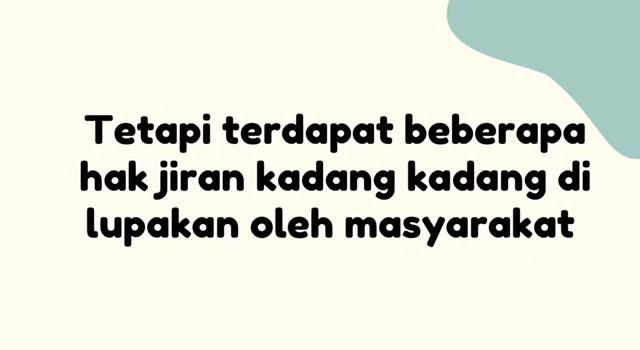 Tetapi terdapat beberapa
hak jiran kadang kadang di
lupakan oleh masyarakat